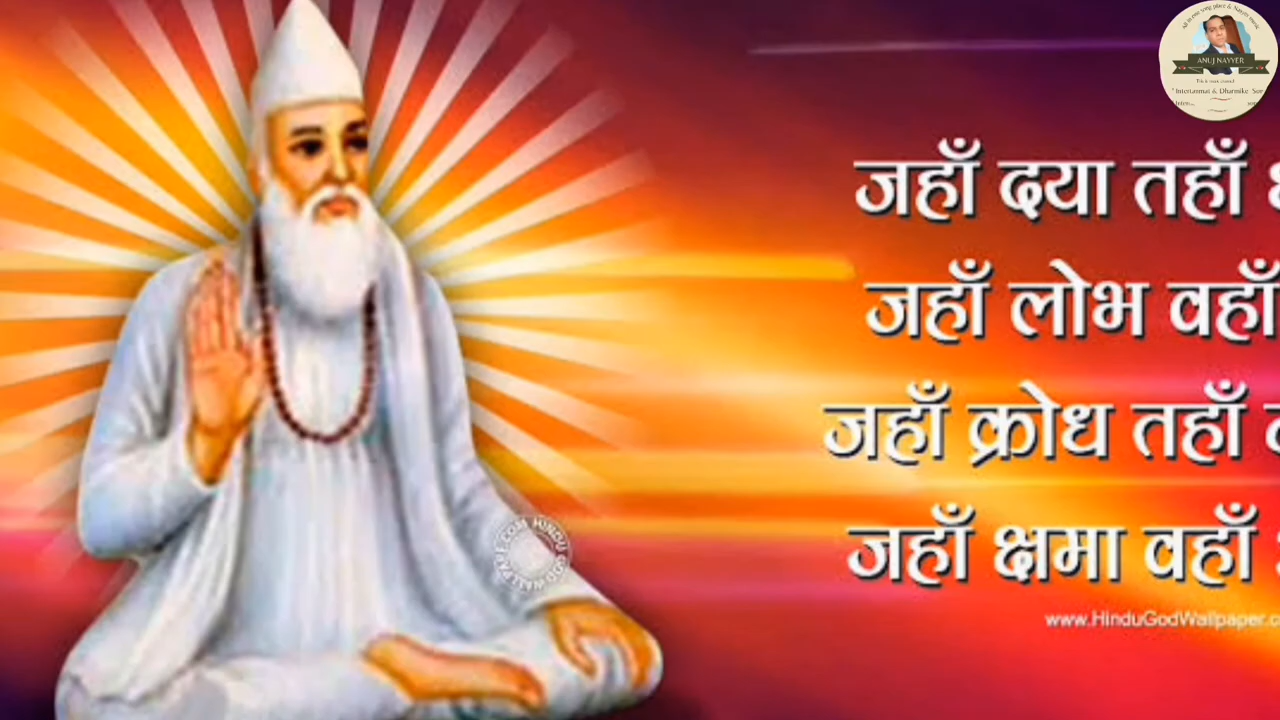 ANUJ NAYYER
जहाँ दया तहाँ
जहाँ लोभ वहाँ
जहाँ क्रोध तहाँ
जहाँ क्षमा वहाँ
www.HinduGodWallpaper.c